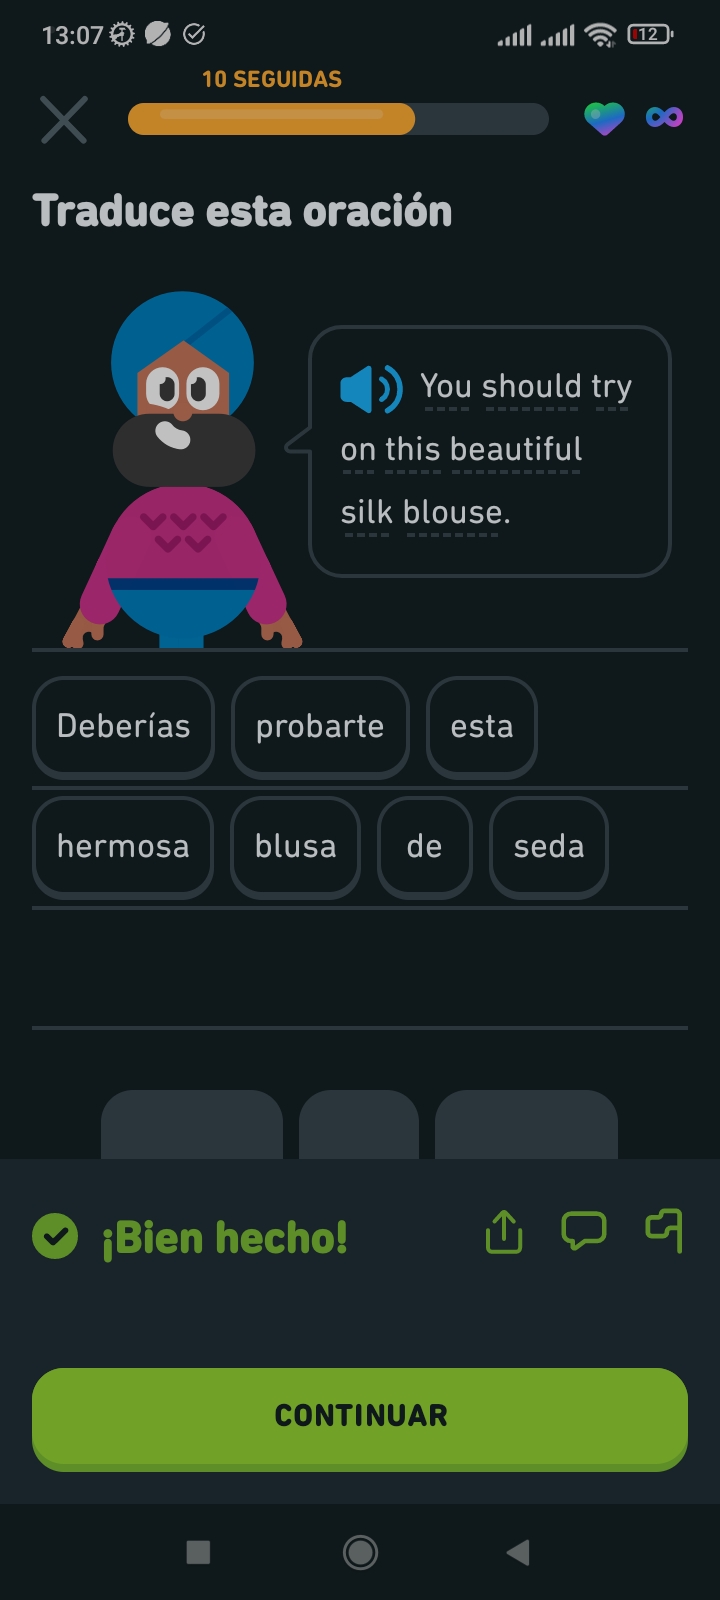 13:07
12
10 SEGUIDAS
Traduce esta oración
You should try
on this beautiful
silk blouse.
Deberías probarte esta
hermosa blusa de seda
¡Bien hecho!
CONTINUAR